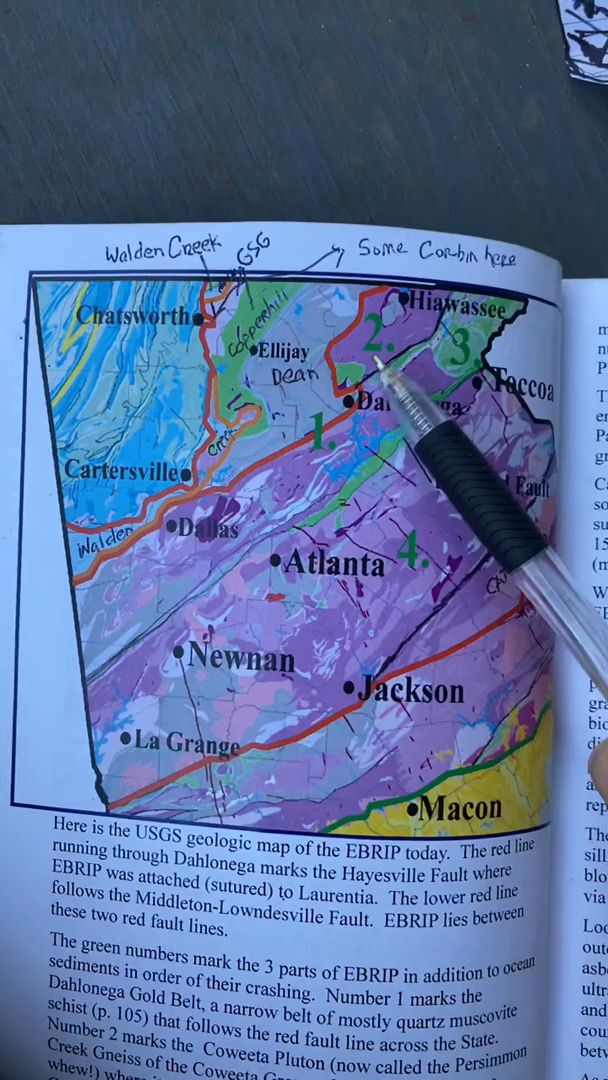 Walden Creek
GSG
Some Corbin here
Chatsworth
Hiawassee
Copperhill
Ellijay
2.
3
Dean
Toccoa
Da ga
1.
Creek
Cartersville
Fault
Walden
Dallas
Atlanta
4.
Newnan
Jackson
La Grange
Macon
Here is the USGS geologic map of the EBRIP today. The red line
running through Dahlonega marks the Hayesville Fault where
EBRIP was attached (sutured) to Laurentia. The lower red line
follows the Middleton-Lowndesville Fault. EBRIP lies between
these two red fault lines.
The green numbers mark the 3 parts of EBRIP in addition to ocean
sediments in order of their crashing. Number 1 marks the
Dahlonega Gold Belt, a narrow belt of mostly quartz muscovite
schist (p. 105) that follows the red fault line across the State.
Number 2 marks the Coweeta Pluton (now called the Persimmon
Creek Gneiss of the Coweeta
whew!)